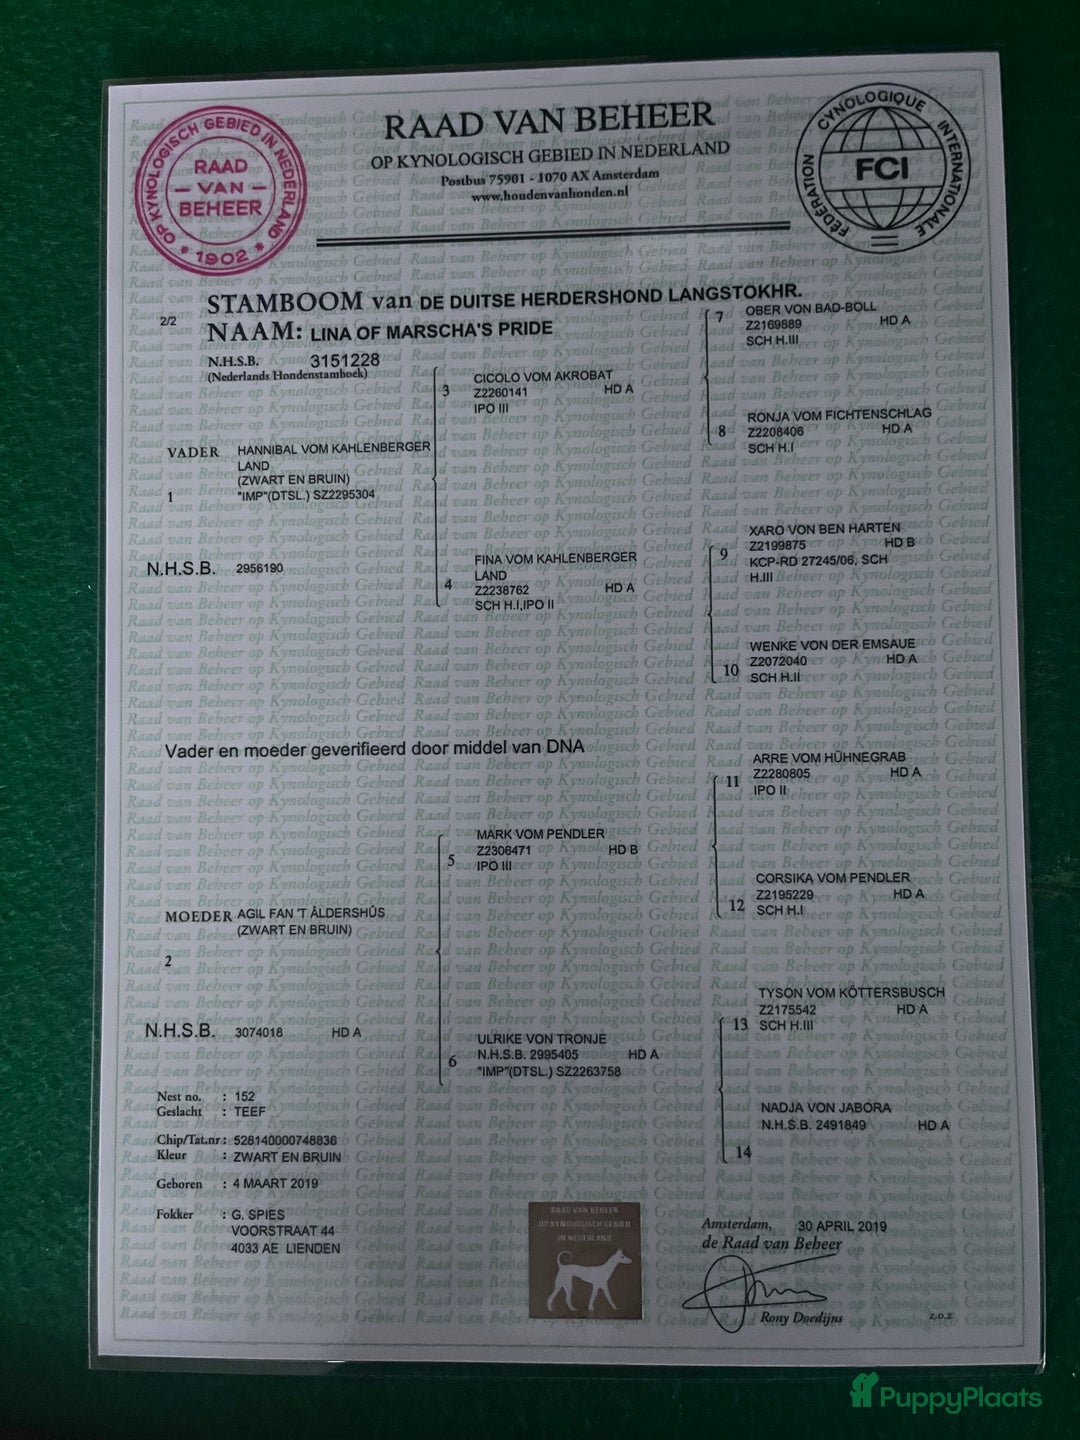 OP KYNOLOGISCH GEBIED IN NEDERLAND
RAAD
VAN
BEHEER
* 1902 *
RAAD VAN BEHEER
OP KYNOLOGISCH GEBIED IN NEDERLAND
Postbus 75901 - 1070 AX Amsterdam
www.houdenvanhonden.nl
FÉDÉRATION CYNOLOGIQUE INTERNATIONALE
FCI
2/2
STAMBOOM van DE DUITSE HERDERSHOND LANGSTOKHR.
NAAM: LINA OF MARSCHA'S PRIDE
N.H.S.B. 3151228
(Nederlands Hondenstamboek)
VADER HANNIBAL VOM KAHLENBERGER
LAND
(ZWART EN BRUIN)
1 "IMP"(DTSL.) SZ2295304
N.H.S.B. 2956190
3 CICOLO VOM AKROBAT
Z2260141 HD A
IPO III
4 FINA VOM KAHLENBERGER
LAND
Z2238762 HD A
SCH H.I,IPO II
7 OBER VON BAD-BOLL
Z2169889 HD A
SCH H.III
8 RONJA VOM FICHTENSCHLAG
Z2208406 HD A
SCH H.I
9 XARO VON BEN HARTEN
Z2199875 HD B
KCP-RD 27245/06, SCH
H.III
10 WENKE VON DER EMSAUE
Z2072040 HD A
SCH H.II
Vader en moeder geverifieerd door middel van DNA
MOEDER AGIL FAN 'T ÂLDERSHÛS
(ZWART EN BRUIN)
2
N.H.S.B. 3074018 HD A
5 MARK VOM PENDLER
Z2306471 HD B
IPO III
6 ULRIKE VON TRONJE
N.H.S.B. 2995405 HD A
"IMP"(DTSL.) SZ2263758
11 ARRE VOM HÜHNEGRAB
Z2280805 HD A
IPO II
12 CORSIKA VOM PENDLER
Z2195229 HD A
SCH H.I
13 TYSON VOM KÖTTERSBUSCH
Z2175542 HD A
SCH H.III
14 NADJA VON JABORA
N.H.S.B. 2491849 HD A
Nest no. : 152
Geslacht : TEEF
Chip/Tat.nr : 528140000748836
Kleur : ZWART EN BRUIN
Geboren : 4 MAART 2019
Fokker : G. SPIES
VOORSTRAAT 44
4033 AE LIENDEN
RAAD VAN BEHEER
OP KYNOLOGISCH GEBIED
IN NEDERLAND
Amsterdam, 30 APRIL 2019
de Raad van Beheer
Rony Doedijns
z.o.z
PuppyPlaats